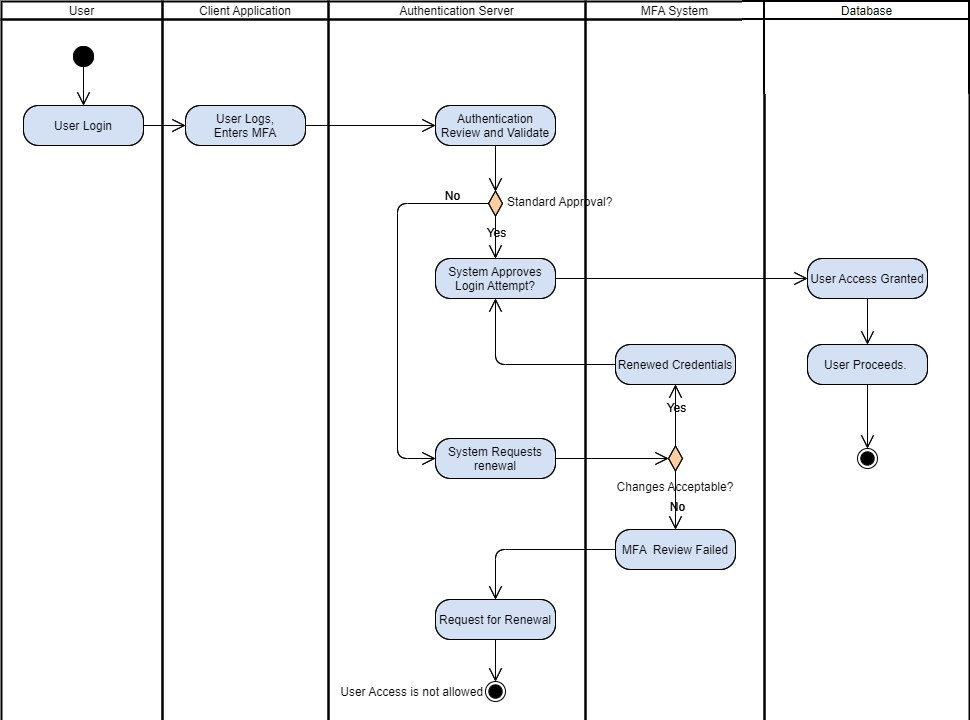 User
Client Application
Authentication Server
MFA System
Database
User Login
User Logs,
Enters MFA
Authentication
Review and Validate
No
Standard Approval?
Yes
System Approves
Login Attempt?
User Access Granted
Renewed Credentials
User Proceeds.
Yes
System Requests
renewal
Changes Acceptable?
No
MFA  Review Failed
Request for Renewal
User Access is not allowed